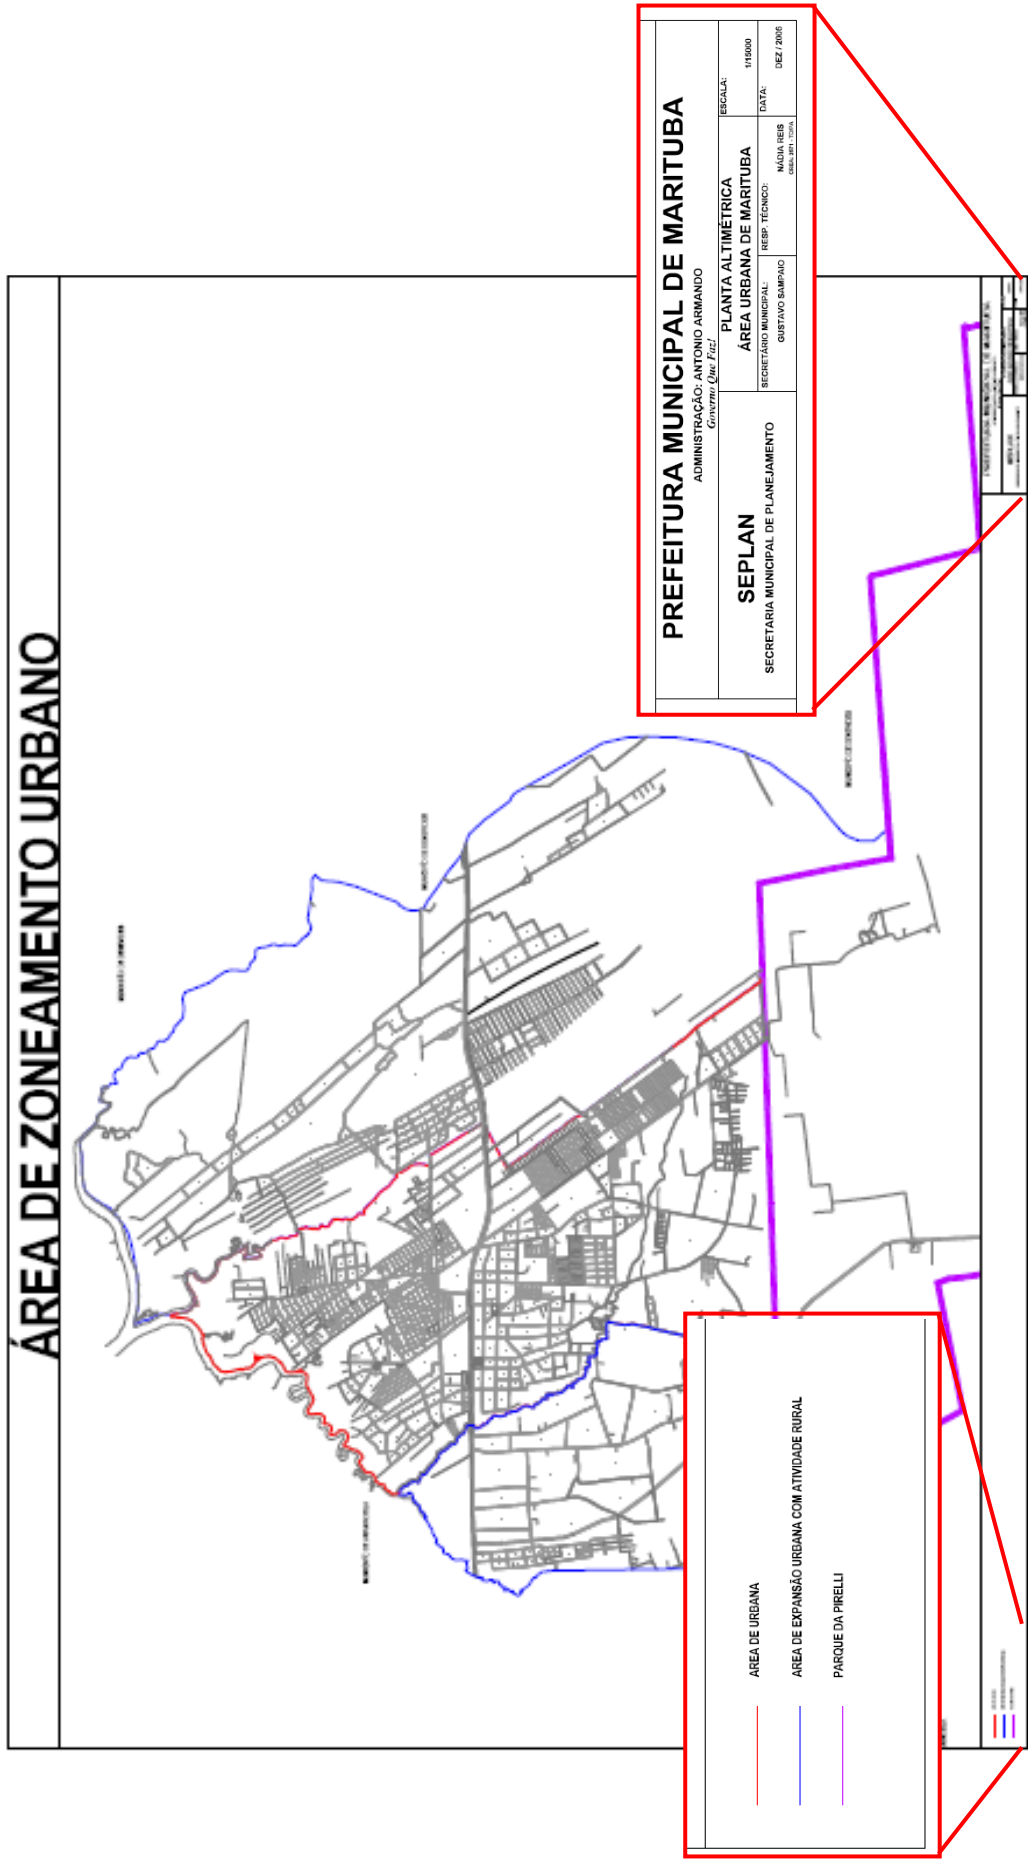 ÁREA DE ZONEAMENTO URBANO
PREFEITURA MUNICIPAL DE MARITUBA
ADMINISTRAÇÃO: ANTONIO ARMANDO
Governo Que Faz!
SEPLAN
SECRETARIA MUNICIPAL DE PLANEJAMENTO
PLANTA ALTIMÉTRICA
ÁREA URBANA DE MARITUBA
ESCALA:
1/15000
SECRETÁRIO MUNICIPAL:
GUSTAVO SAMPAIO
RESP. TÉCNICO:
NÁDIA REIS
DATA:
DEZ / 2006
AREA DE URBANA
AREA DE EXPANSÃO URBANA COM ATIVIDADE RURAL
PARQUE DA PIRELLI